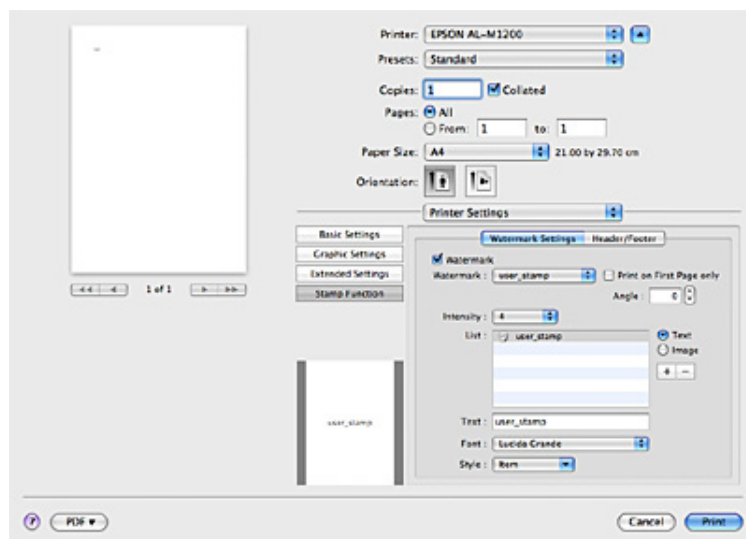 Printer: EPSON AL-M1200
Presets: Standard
Copies: 1 Collated
Pages: All
From: 1 to: 1
Paper Size: A4 21.00 by 29.70 cm
Orientation:
Printer Settings
Basic Settings
Graphic Settings
Extended Settings
Stamp Function
1 of 1
Watermark Settings Header/Footer
Watermark
Watermark : user_stamp Print on First Page only
Angle : 0
Intensity : 4
List : user_stamp Text
Image
user_stamp
Text : user_stamp
Font : Lucida Grande
Style : Item
? PDF Cancel Print